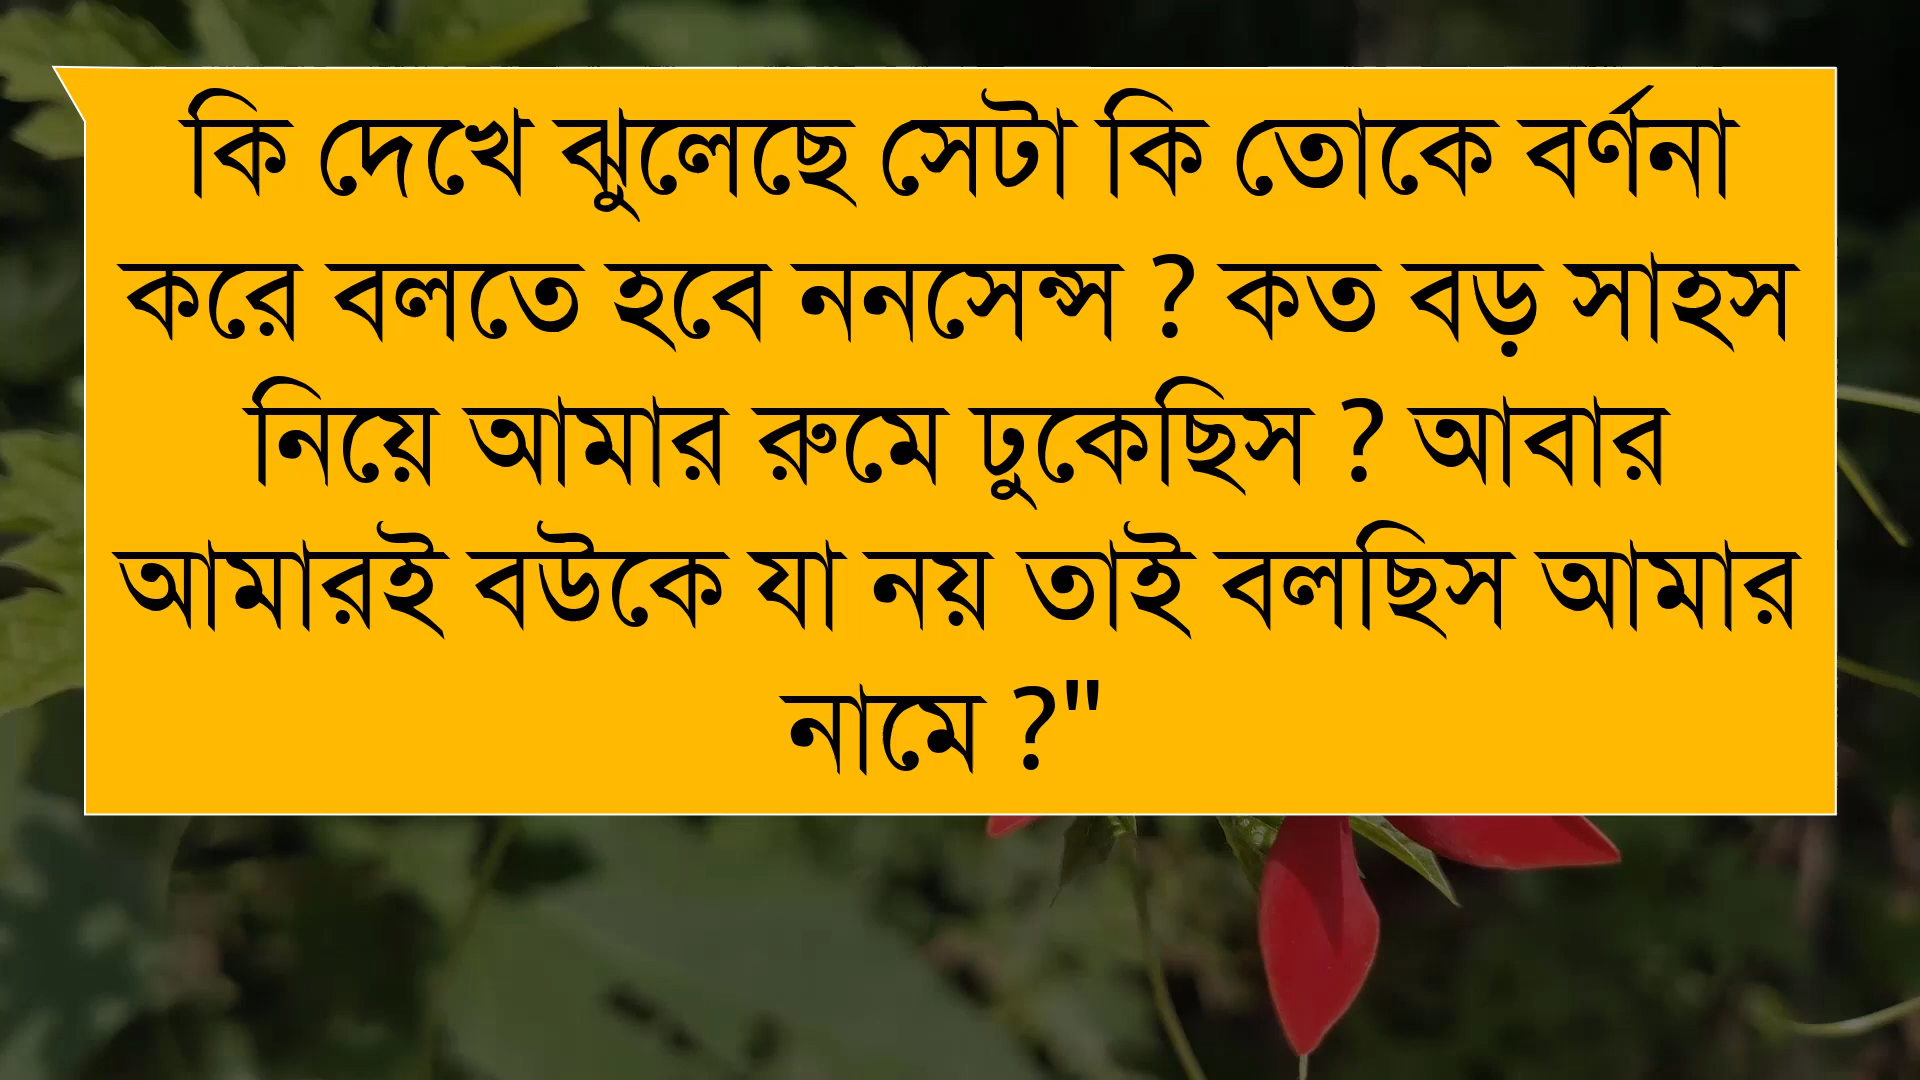 কি দেখে ঝুলেছে সেটা কি তোকে বর্ণনা
করে বলতে হবে ননসেন্স ? কত বড় সাহস
নিয়ে আমার রুমে ঢুকেছিস ? আবার
আমারই বউকে যা নয় তাই বলছিস আমার
নামে ?"